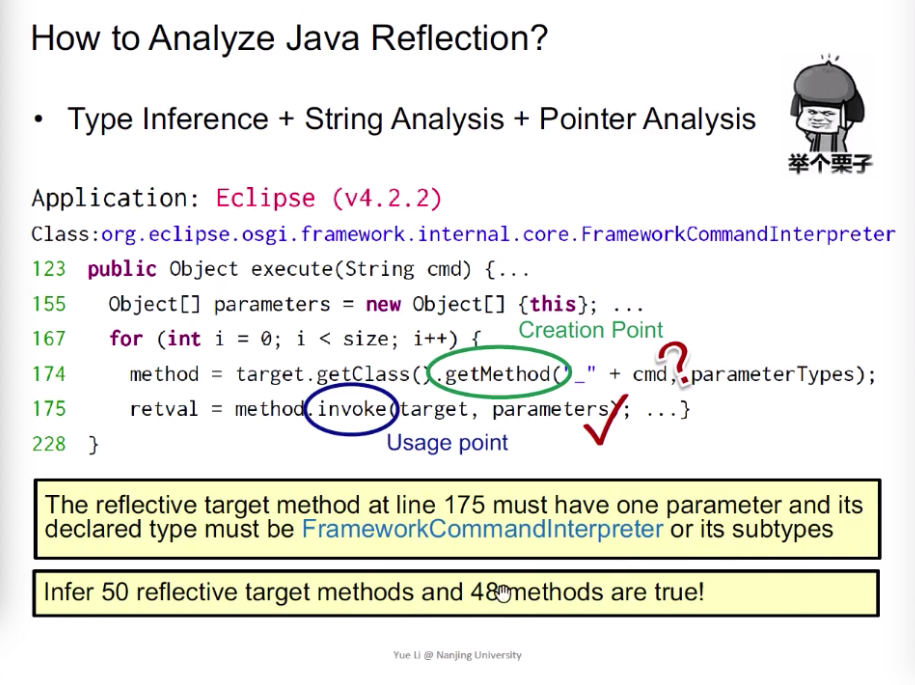 How to Analyze Java Reflection?
• Type Inference + String Analysis + Pointer Analysis
举个栗子
Application: Eclipse (v4.2.2)
Class:org.eclipse.osgi.framework.internal.core.FrameworkCommandInterpreter
123 public Object execute(String cmd) {...
155 Object[] parameters = new Object[] {this}; ...
167 for (int i = 0; i < size; i++) {
Creation Point
174 method = target.getClass().getMethod("_" + cmd, parameterTypes);
?
175 retval = method.invoke(target, parameters); ...}
Usage point
228 }
The reflective target method at line 175 must have one parameter and its
declared type must be FrameworkCommandInterpreter or its subtypes
Infer 50 reflective target methods and 48 methods are true!
Yue Li @ Nanjing University